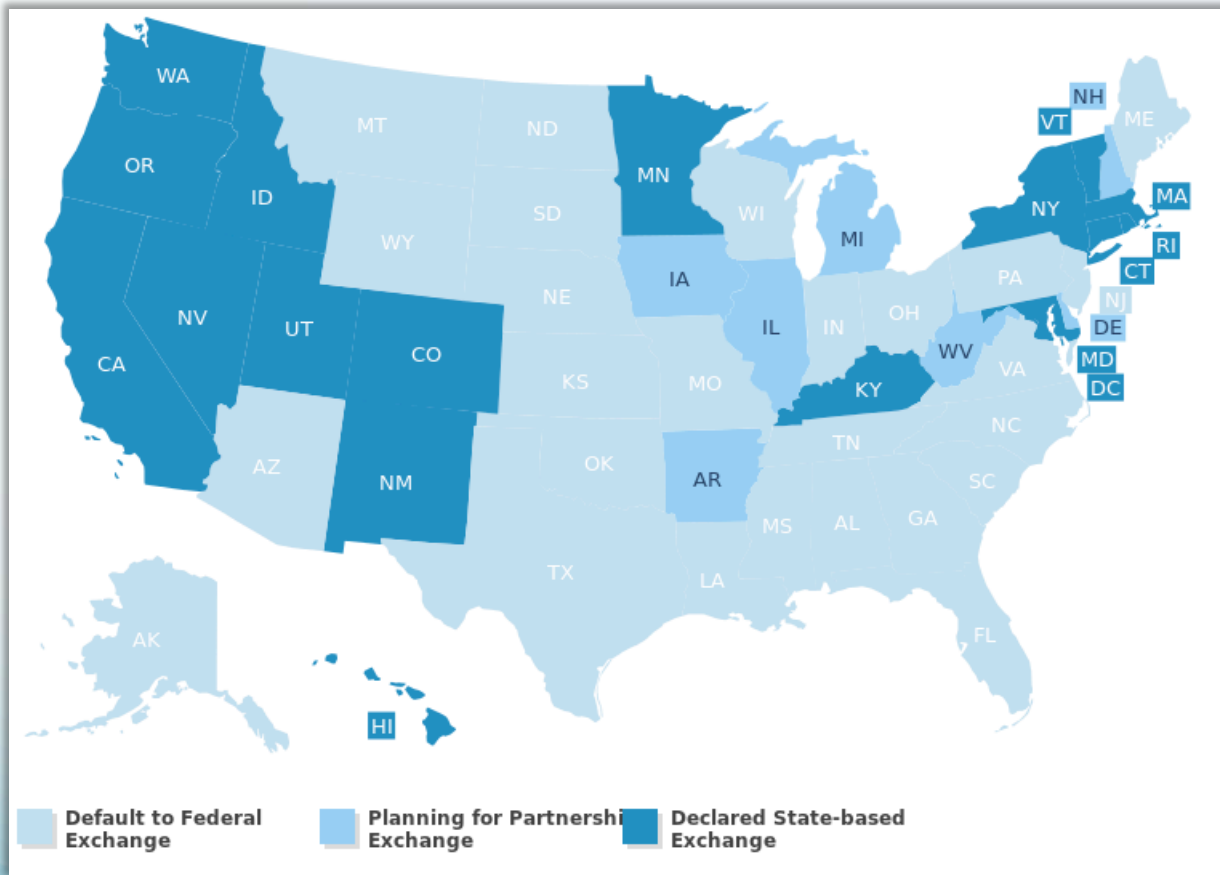 WA
NH
ME
VT
MT
ND
OR
MN
ID
SD
WI
NY
MA
WY
MI
RI
CT
IA
PA
NE
NJ
NV
UT
IL
IN
OH
DE
CO
WV
CA
MD
KS
MO
KY
VA
DC
TN
NC
AZ
OK
NM
AR
SC
MS
AL
GA
TX
LA
AK
FL
HI
Default to Federal
Exchange
Planning for Partnershi
Exchange
Declared State-based
Exchange